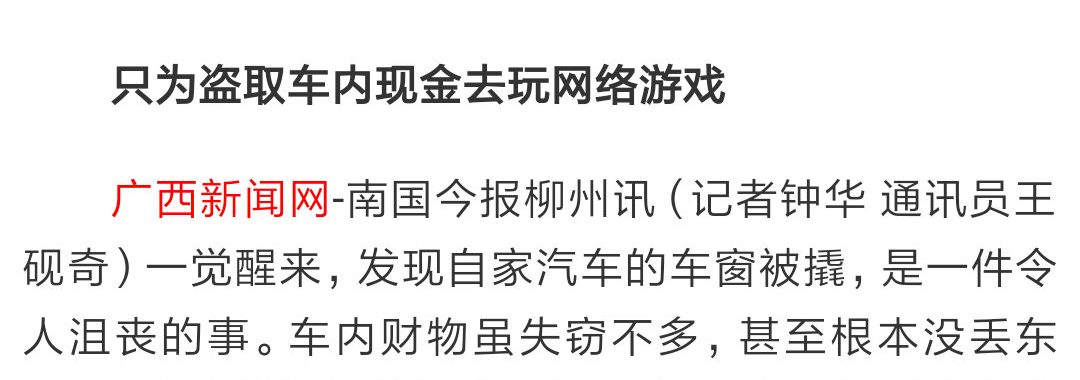 只为盗取车内现金去玩网络游戏
广西新闻网-南国今报柳州讯（记者钟华 通讯员王
砚奇）一觉醒来，发现自家汽车的车窗被撬，是一件令
人沮丧的事。车内财物虽失窃不多，甚至根本没丢东